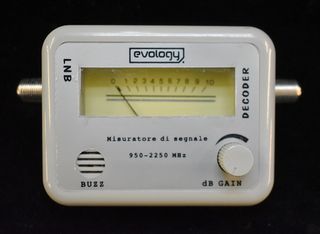 evology
LNB
0 1 2 3 4 5 6 7 8 9 10
DECODER
Misuratore di segnale
950-2250 MHz
BUZZ
dB GAIN